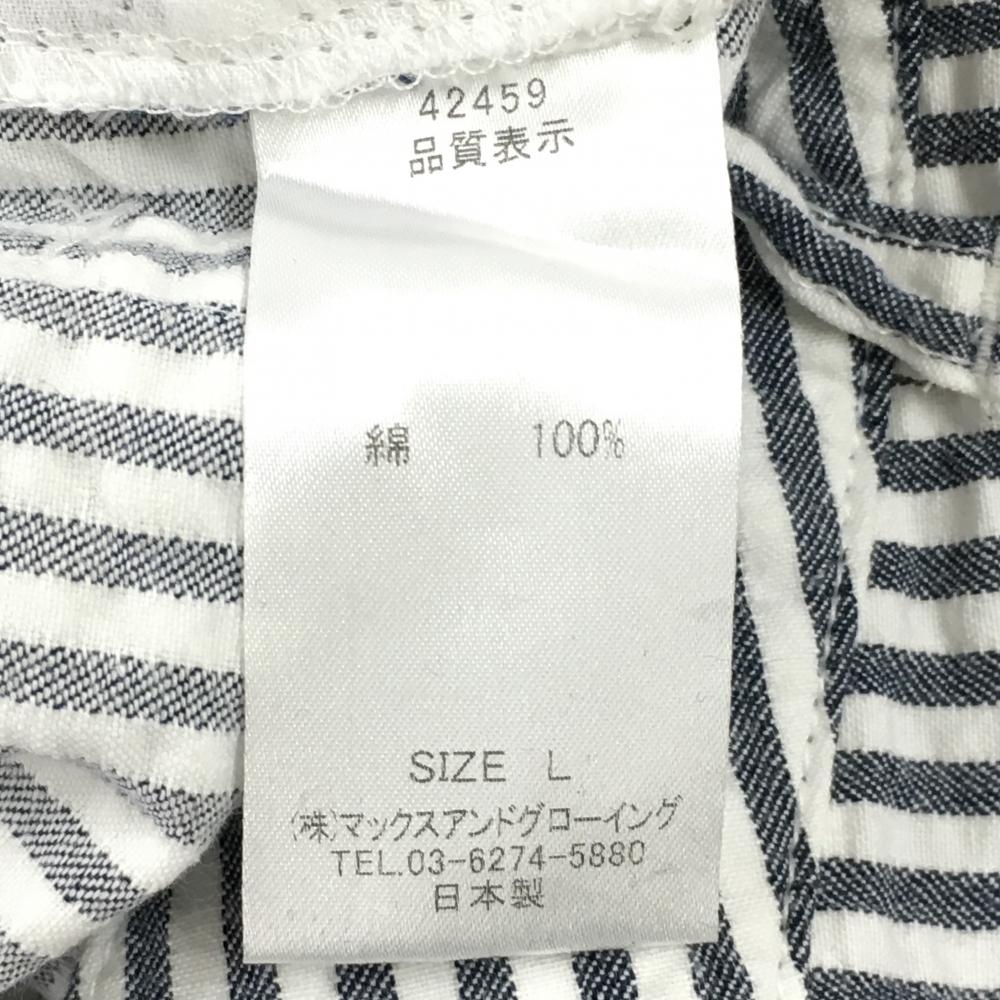 42459
品質表示
綿 100%
SIZE L
(株)マックスアンドグローイング
TEL.03-6274-5880
日本製